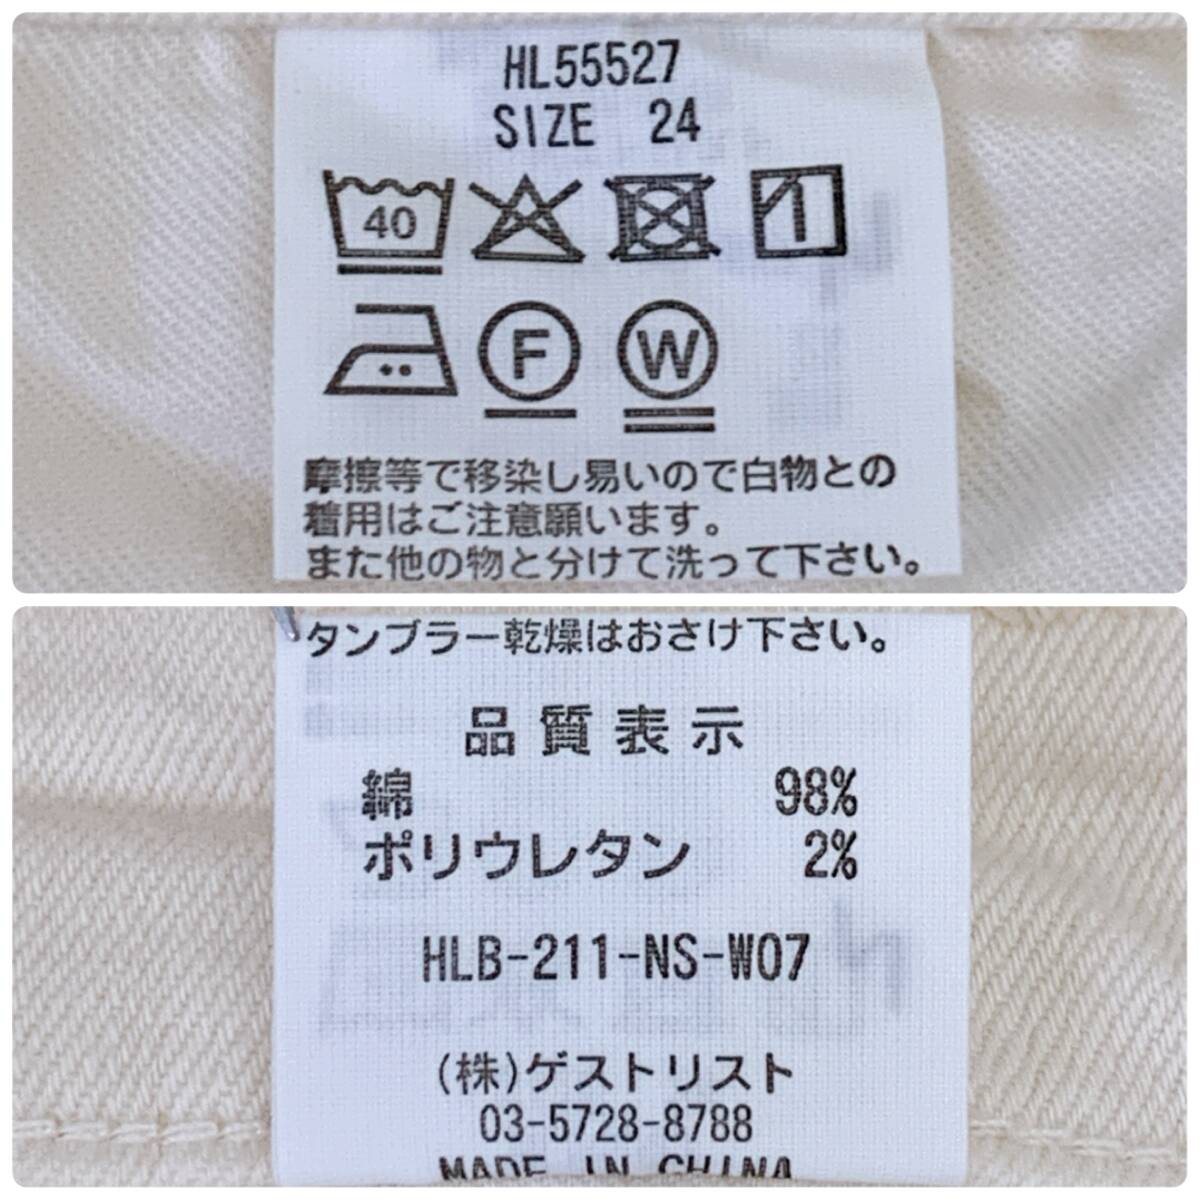 HL55527
SIZE 24
40
F W
摩擦等で移染し易いので白物との
着用はご注意願います。
また他の物と分けて洗って下さい。
タンブラー乾燥はおさけ下さい。
品質表示
綿 98%
ポリウレタン 2%
HLB-211-NS-W07
(株)ゲストリスト
03-5728-8788
MADE IN CHINA